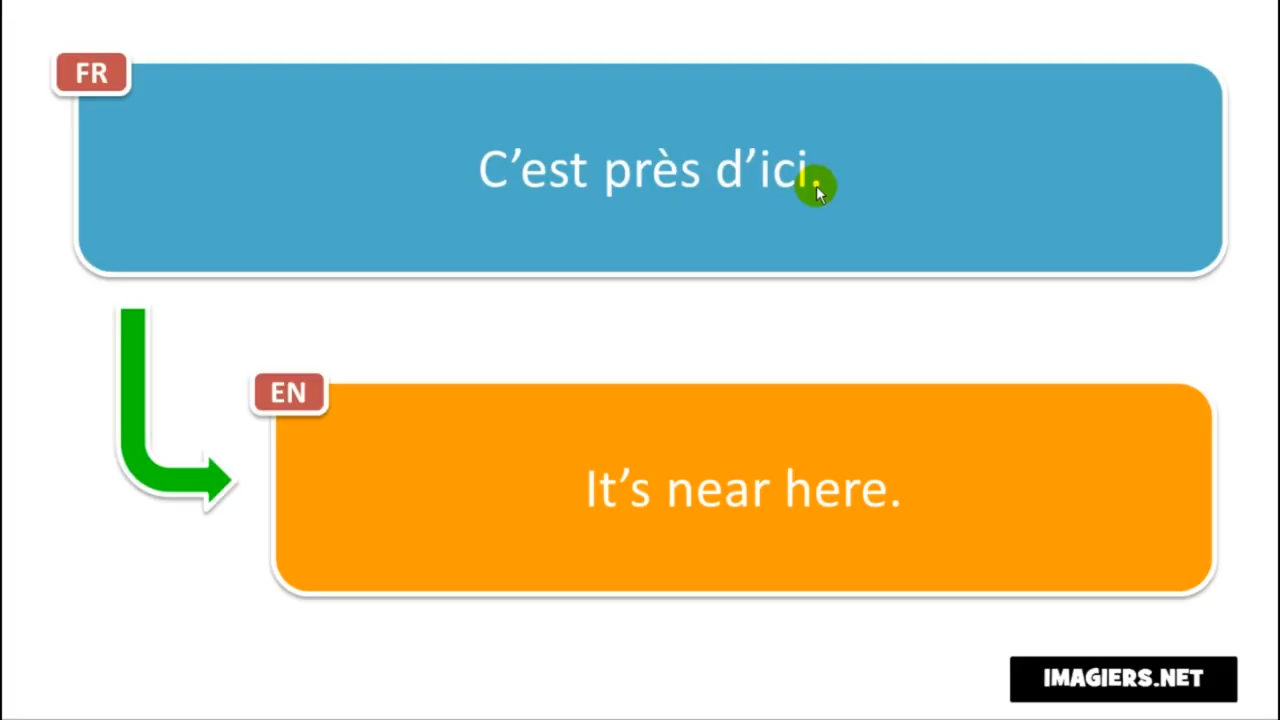 FR
C’est près d’ici.
EN
It’s near here.
IMAGIERS.NET